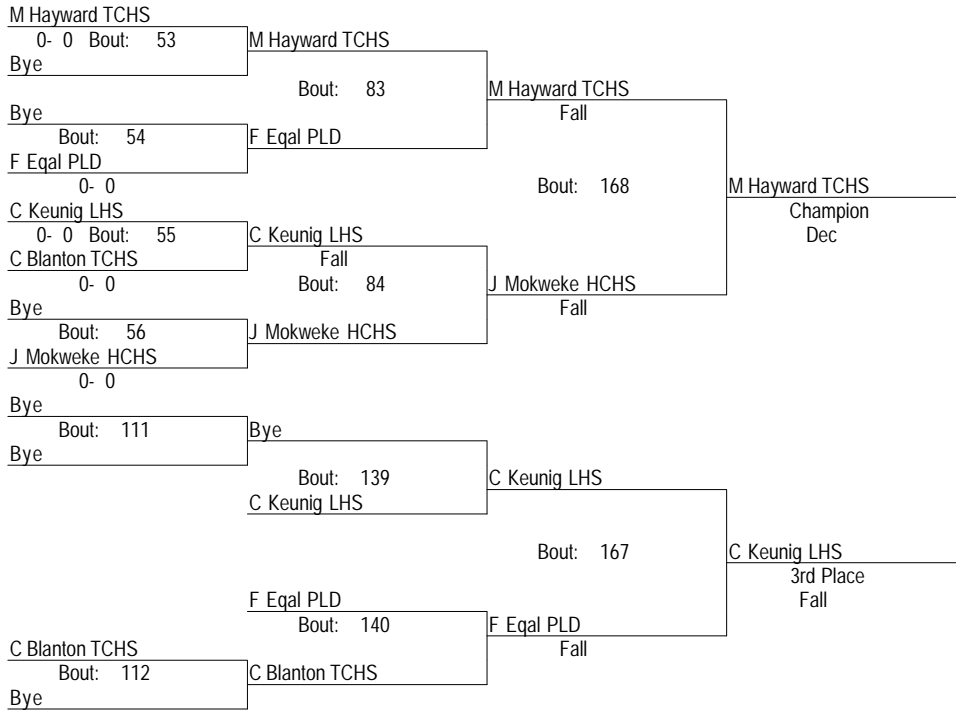 M Hayward TCHS
0- 0 Bout: 53
M Hayward TCHS
Bye
Bout: 83
M Hayward TCHS
Bye
Fall
Bout: 54
F Eqal PLD
F Eqal PLD
0- 0
Bout: 168
M Hayward TCHS
C Keunig LHS
Champion
0- 0 Bout: 55
C Keunig LHS
Dec
C Blanton TCHS
Fall
0- 0
Bout: 84
J Mokweke HCHS
Bye
Fall
Bout: 56
J Mokweke HCHS
J Mokweke HCHS
0- 0
Bye
Bout: 111
Bye
Bye
Bout: 139
C Keunig LHS
C Keunig LHS
Bout: 167
C Keunig LHS
3rd Place
F Eqal PLD
Fall
Bout: 140
F Eqal PLD
C Blanton TCHS
Fall
Bout: 112
C Blanton TCHS
Bye